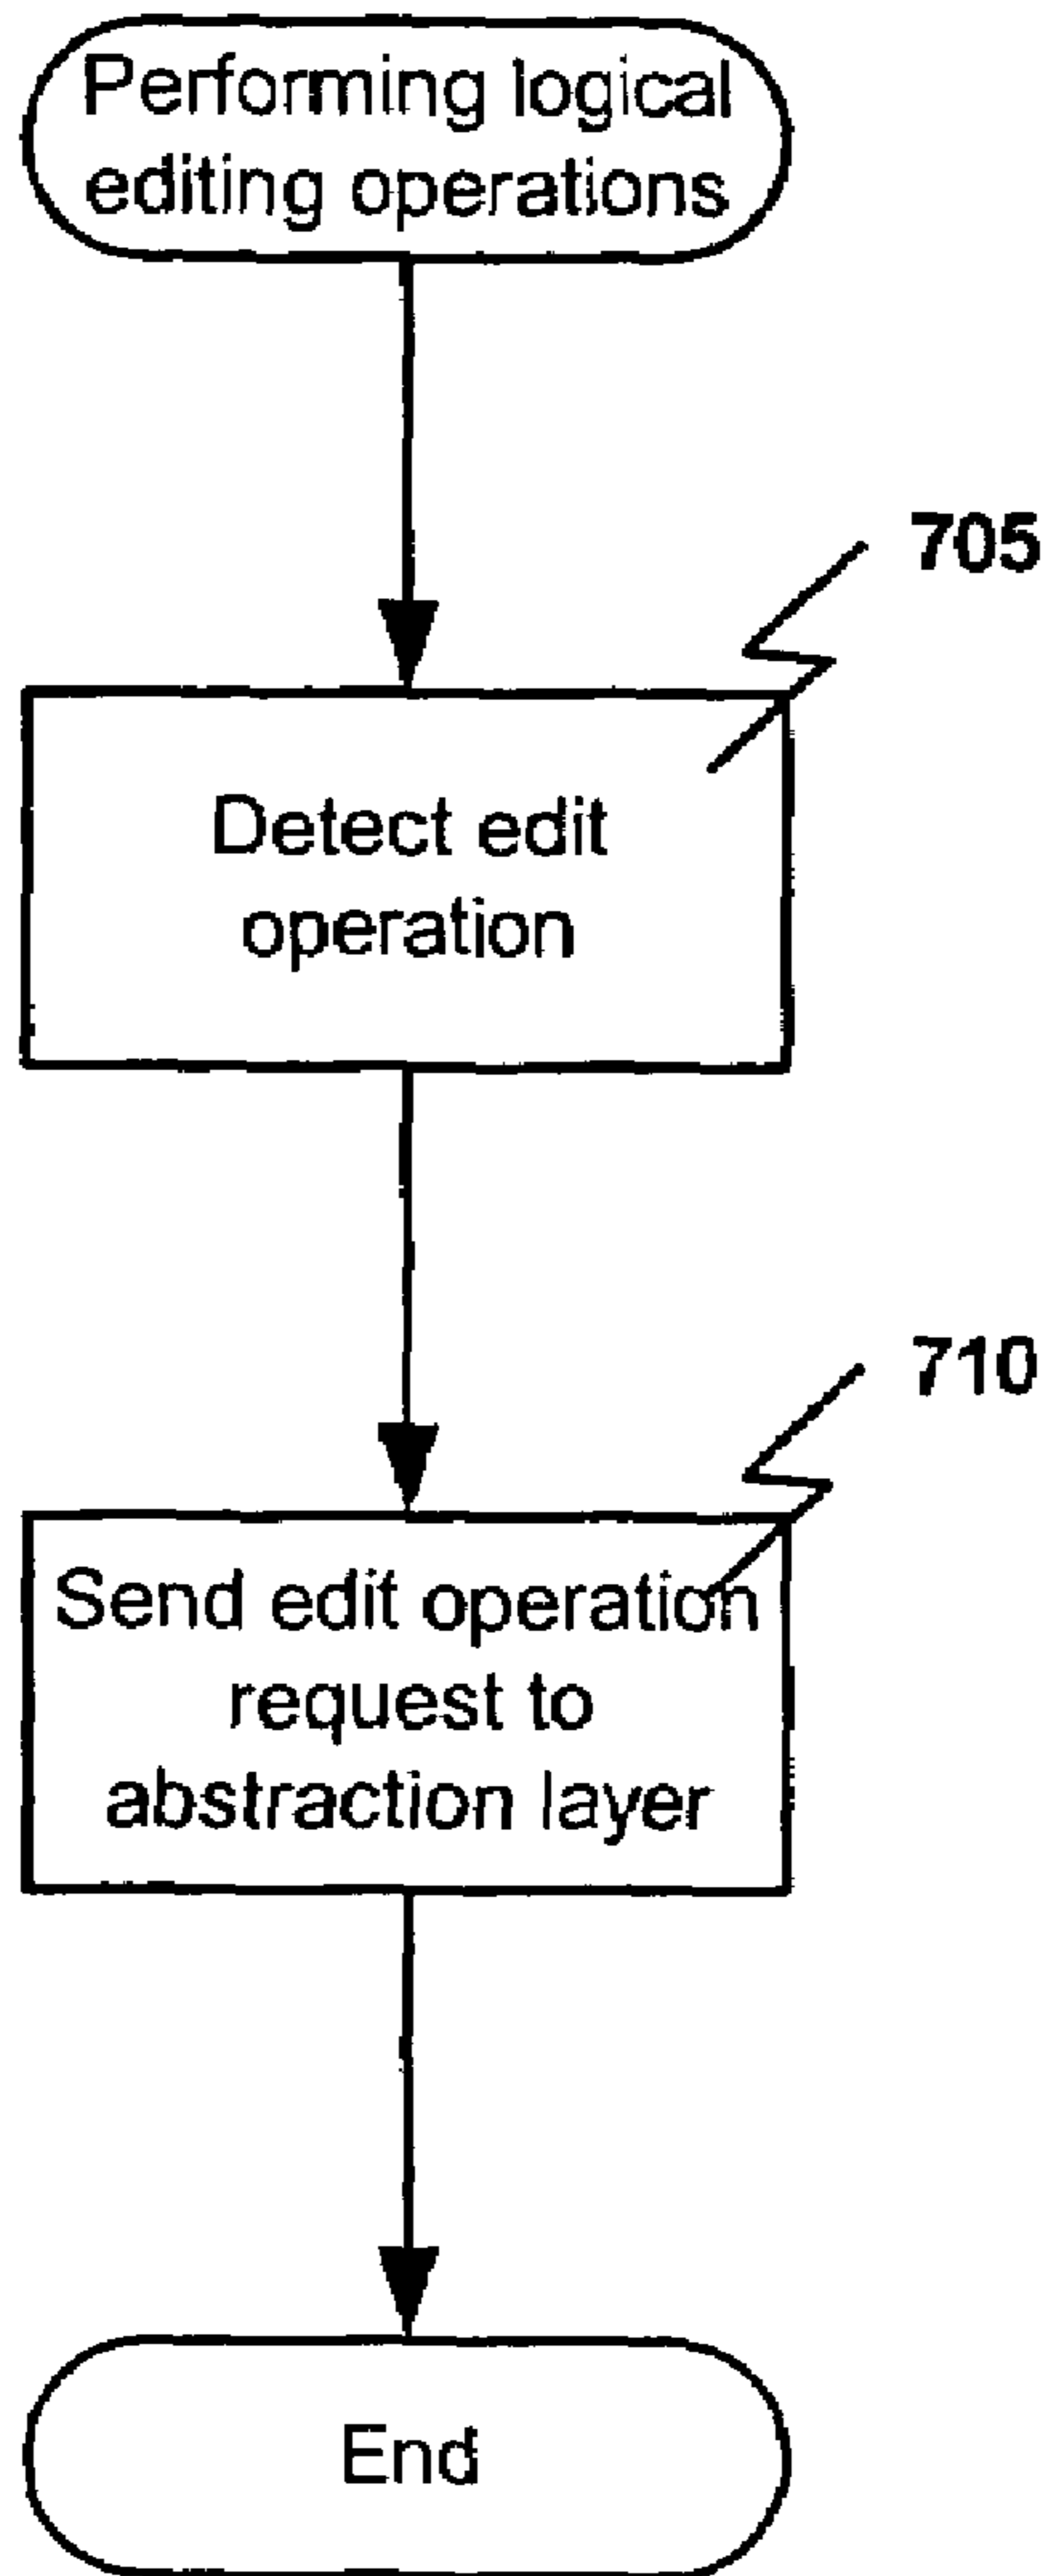 Performing logical
editing operations
705
Detect edit
operation
710
Send edit operation
request to
abstraction layer
End